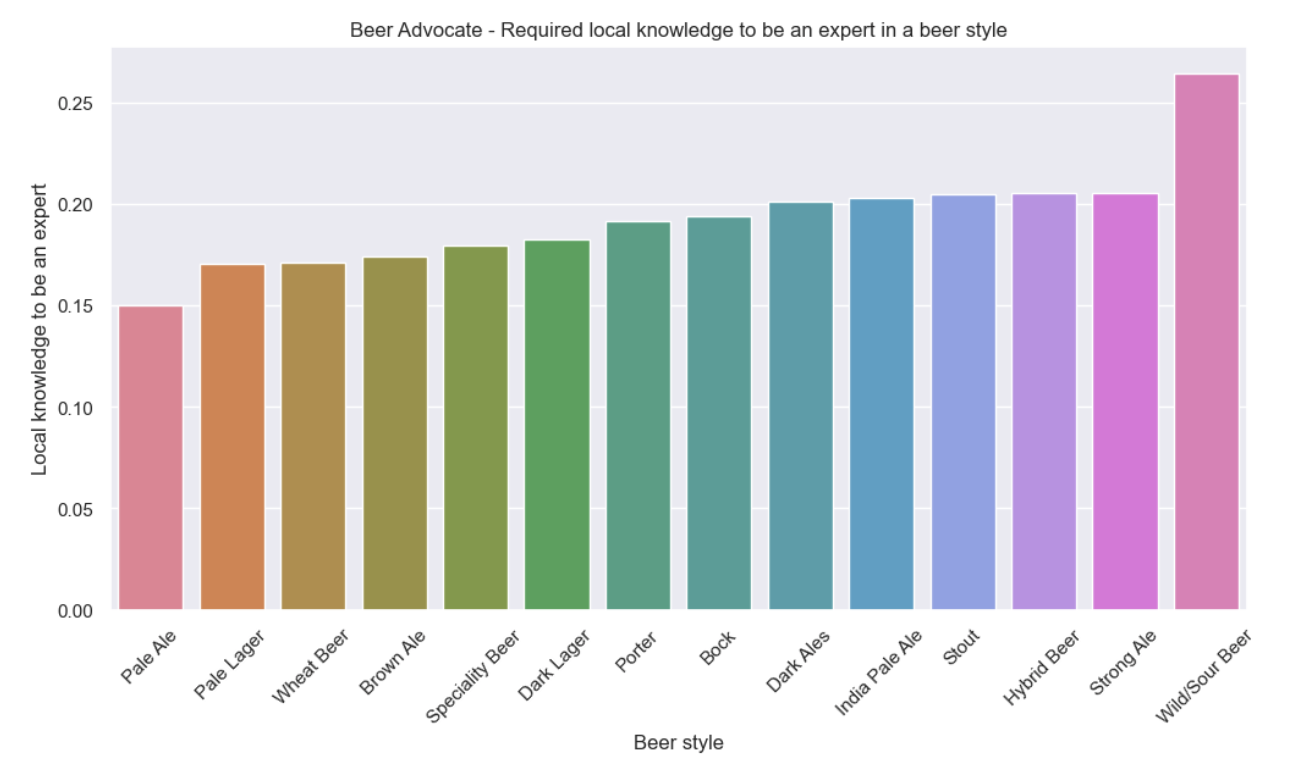 Beer Advocate - Required local knowledge to be an expert in a beer style
Local knowledge to be an expert
0.25
0.20
0.15
0.10
0.05
0.00
Pale Ale
Pale Lager
Wheat Beer
Brown Ale
Speciality Beer
Dark Lager
Porter
Bock
Dark Ales
India Pale Ale
Stout
Hybrid Beer
Strong Ale
Wild/Sour Beer
Beer style